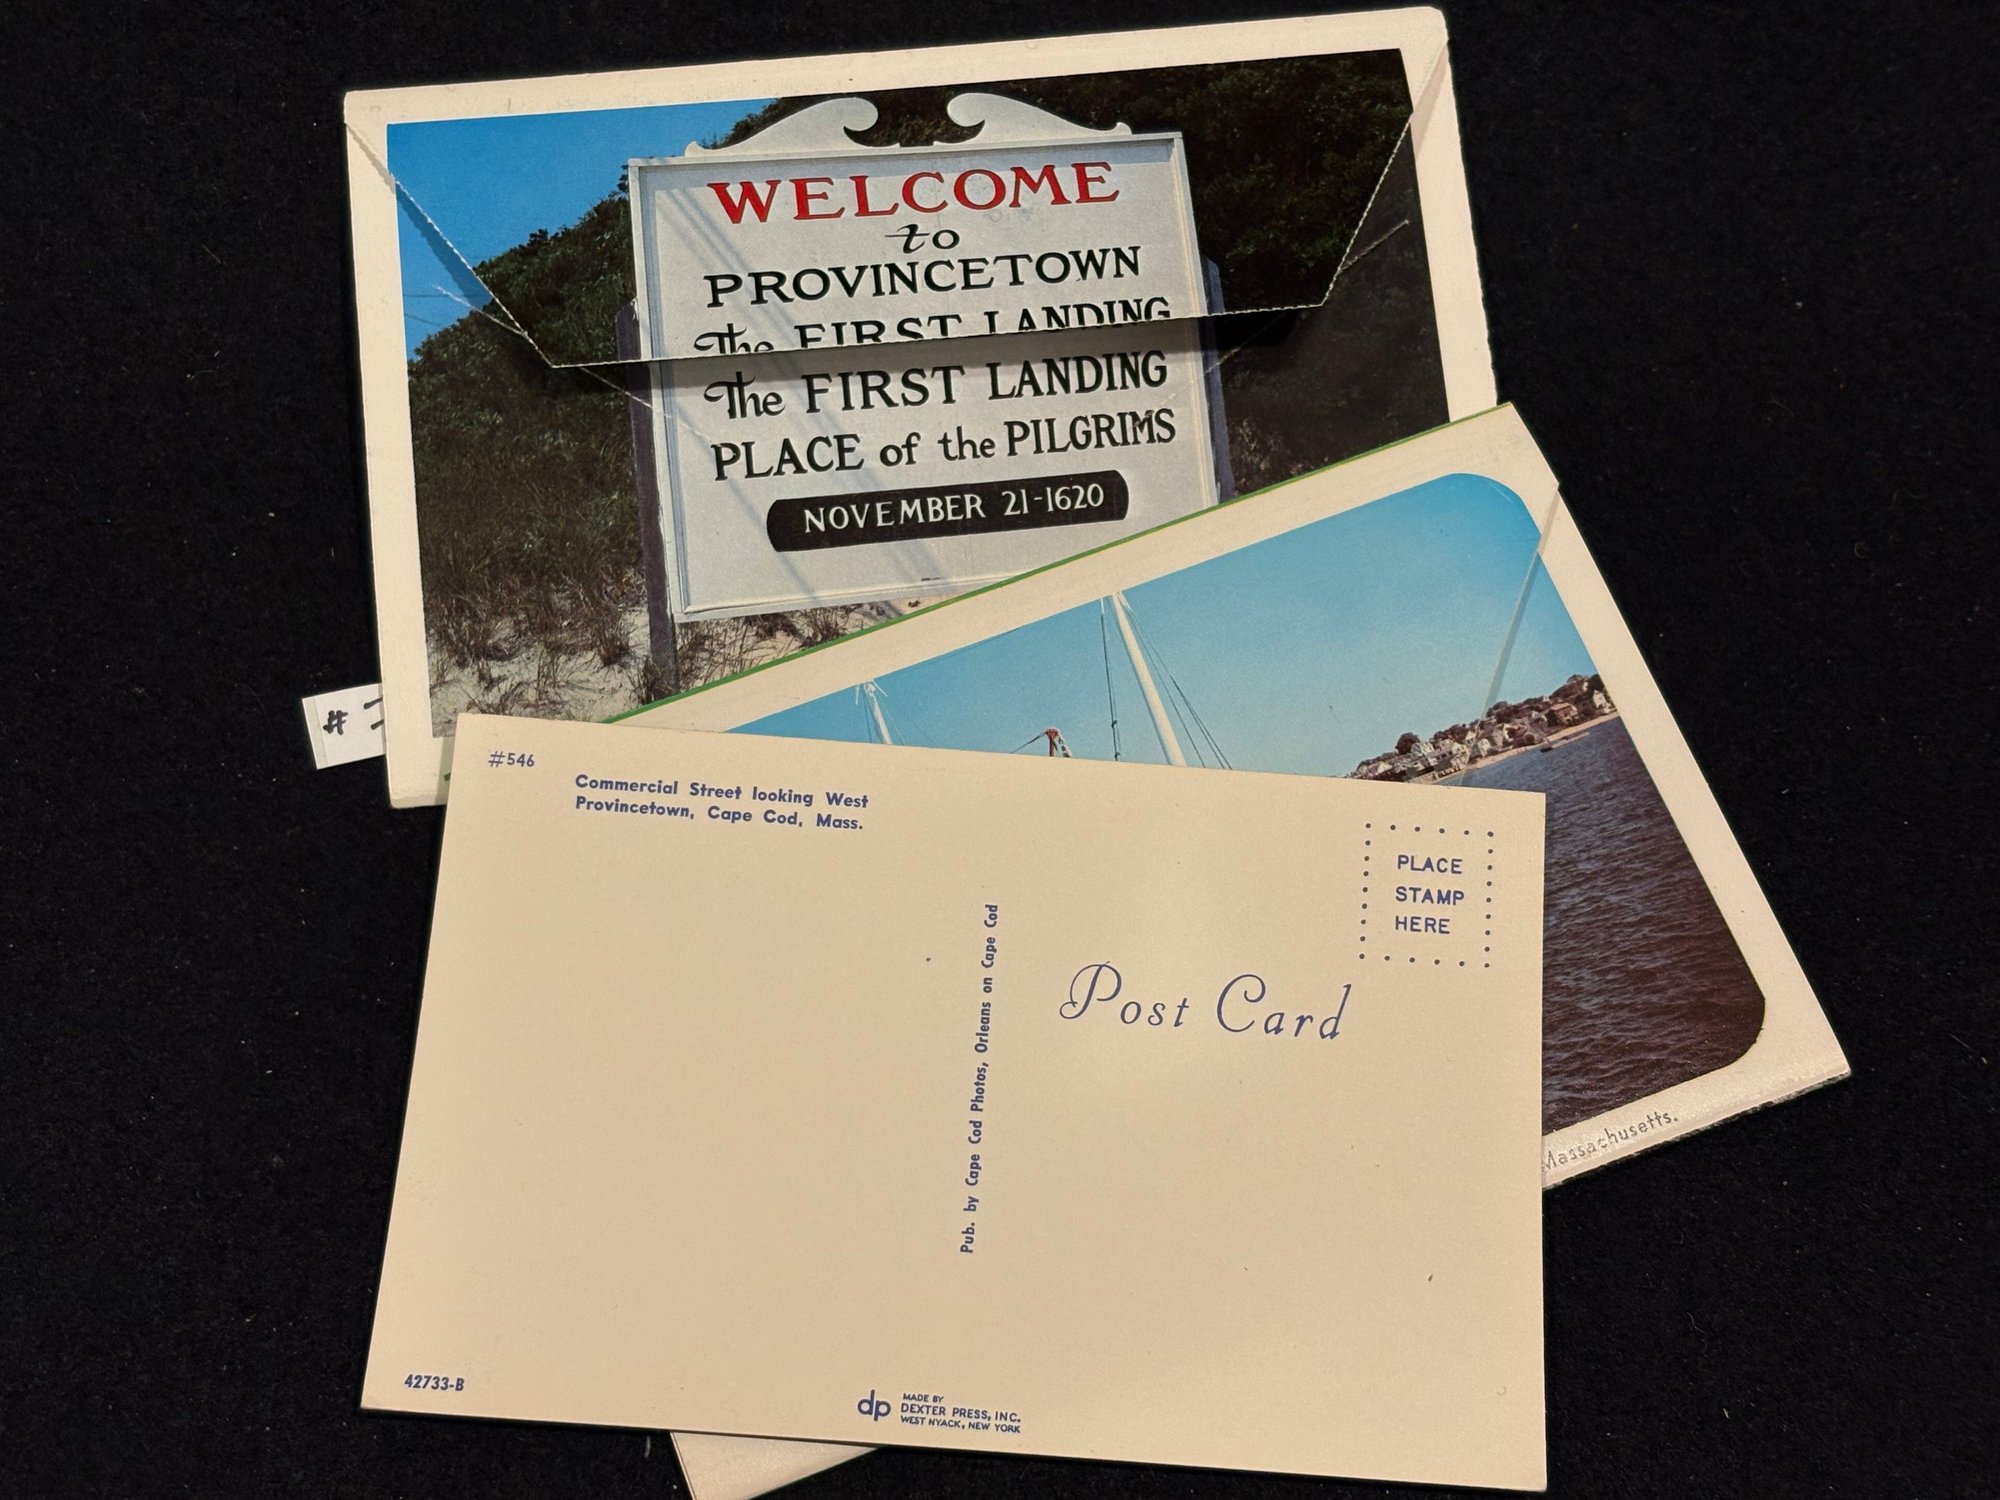 WELCOME
to
PROVINCETOWN
The FIRST LANDING
The FIRST LANDING
PLACE of the PILGRIMS
NOVEMBER 21-1620
#
#546
Commercial Street looking West
Provincetown, Cape Cod, Mass.
PLACE
STAMP
HERE
Post Card
Pub. by Cape Cod Photos, Orleans on Cape Cod
Massachusetts.
42733-B
dp
MADE BY
DEXTER PRESS, INC.
WEST NYACK, NEW YORK